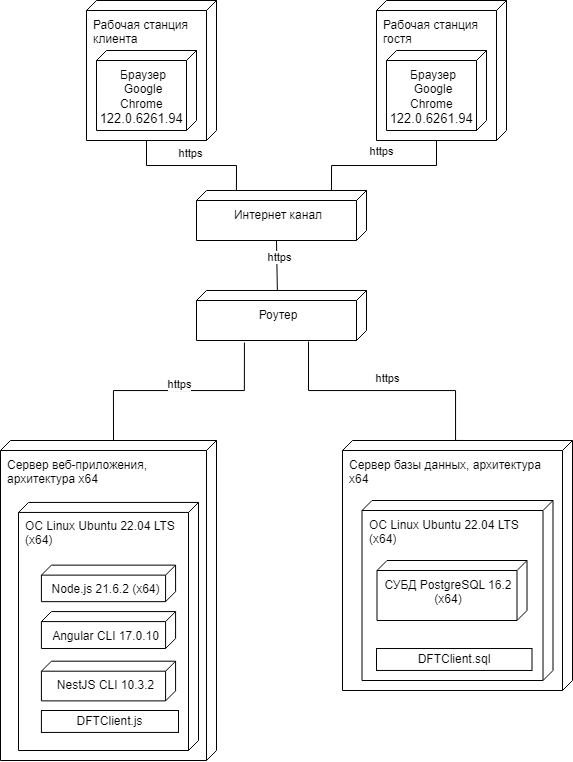 Рабочая станция
клиента
Браузер
Google
Chrome
122.0.6261.94
Рабочая станция
гостя
Браузер
Google
Chrome
122.0.6261.94
https
https
Интернет канал
https
Роутер
https
https
Сервер веб-приложения,
архитектура x64
ОС Linux Ubuntu 22.04 LTS
(x64)
Node.js 21.6.2 (x64)
Angular CLI 17.0.10
NestJS CLI 10.3.2
DFTClient.js
Сервер базы данных, архитектура
x64
ОС Linux Ubuntu 22.04 LTS
(x64)
СУБД PostgreSQL 16.2
(x64)
DFTClient.sql